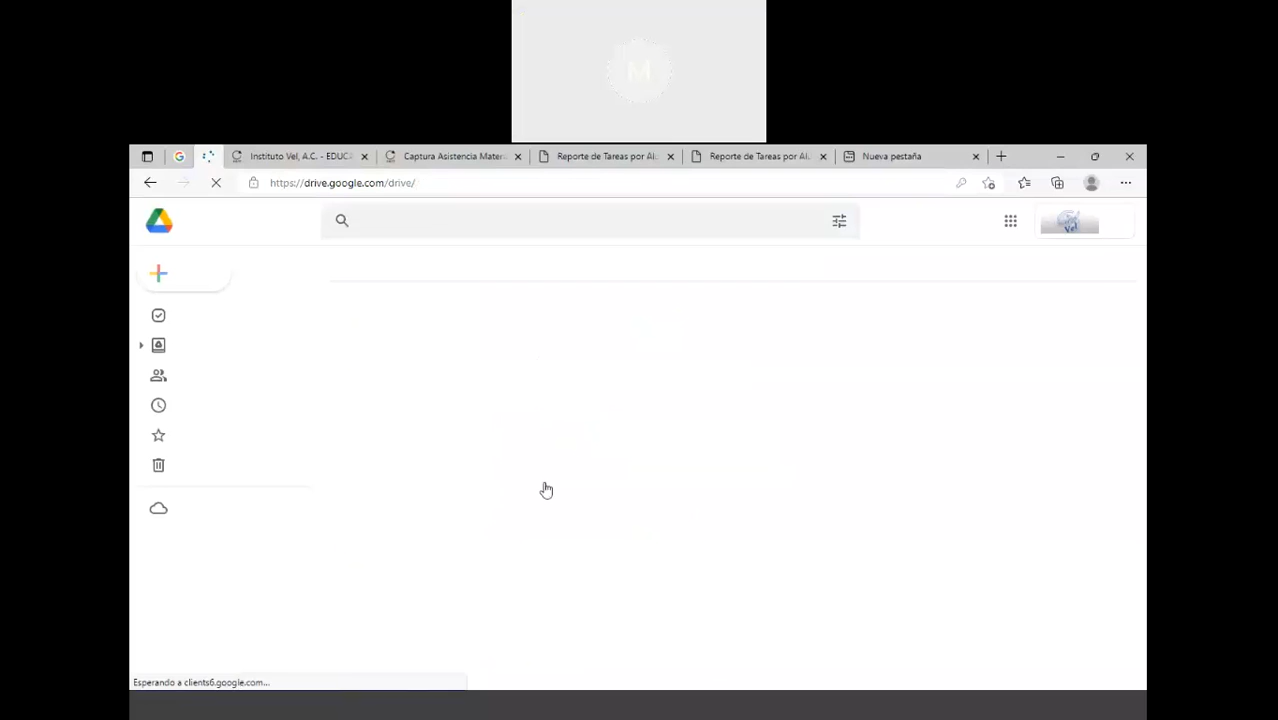 M
Instituto Vel, A.C. - EDUCA
Captura Asistencia Mater
Reporte de Tareas por Al
Reporte de Tareas por Al
Nueva pestaña
https://drive.google.com/drive/
Esperando a clients6.google.com...